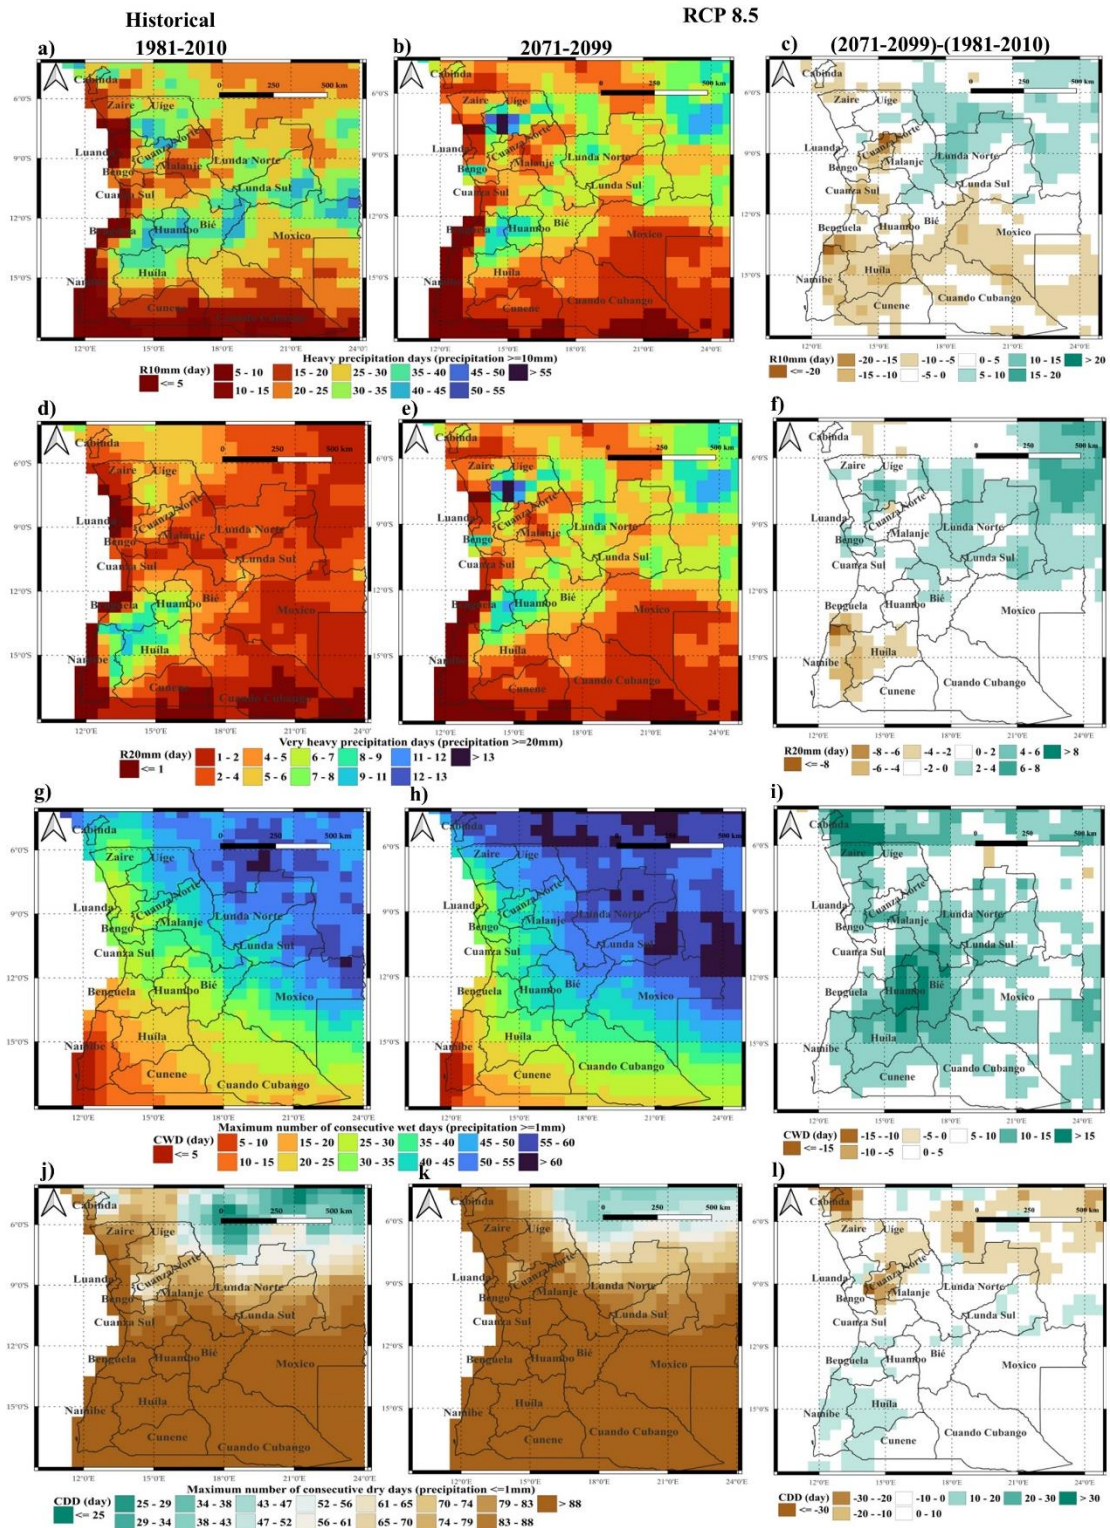 Historical
RCP 8.5
a) 1981-2010
b) 2071-2099
c) (2071-2099)-(1981-2010)
Cabinda
Zaire Uige
Luanda Cuanza Norte
Bengo Malanje Lunda Norte
Cuanza Sul Lunda Sul
Benguela Huambo Bié
Moxico
Huila
Namibe
Cunene Cuando Cubango
0 250 500 km
6°0'S
9°0'S
12°0'S
15°0'S
12°0'E 15°0'E 18°0'E 21°0'E 24°0'E
Heavy precipitation days (precipitation >=10mm)
R10mm (day) 5 - 10 15 - 20 25 - 30 35 - 40 45 - 50 > 55
<= 5 10 - 15 20 - 25 30 - 35 40 - 45 50 - 55
R10mm (day) -20 - -15 -10 - -5 0 - 5 10 - 15 > 20
<= -20 -15 - -10 -5 - 0 5 - 10 15 - 20
d)
e)
f)
Very heavy precipitation days (precipitation >=20mm)
R20mm (day) 1 - 2 4 - 5 6 - 7 8 - 9 11 - 12 > 13
<= 1 2 - 4 5 - 6 7 - 8 9 - 11 12 - 13
R20mm (day) -8 - -6 -4 - -2 0 - 2 4 - 6 > 8
<= -8 -6 - -4 -2 - 0 2 - 4 6 - 8
g)
h)
i)
Maximum number of consecutive wet days (precipitation >=1mm)
CWD (day) 5 - 10 15 - 20 25 - 30 35 - 40 45 - 50 55 - 60
<= 5 10 - 15 20 - 25 30 - 35 40 - 45 50 - 55 > 60
CWD (day) -15 - -10 -5 - 0 5 - 10 10 - 15 > 15
<= -15 -10 - -5 0 - 5
j)
k)
l)
Maximum number of consecutive dry days (precipitation <=1mm)
CDD (day) 25 - 29 34 - 38 43 - 47 52 - 56 61 - 65 70 - 74 79 - 83 > 88
<= 25 29 - 34 38 - 43 47 - 52 56 - 61 65 - 70 74 - 79 83 - 88
CDD (day) -30 - -20 -10 - 0 10 - 20 20 - 30 > 30
<= -30 -20 - -10 0 - 10